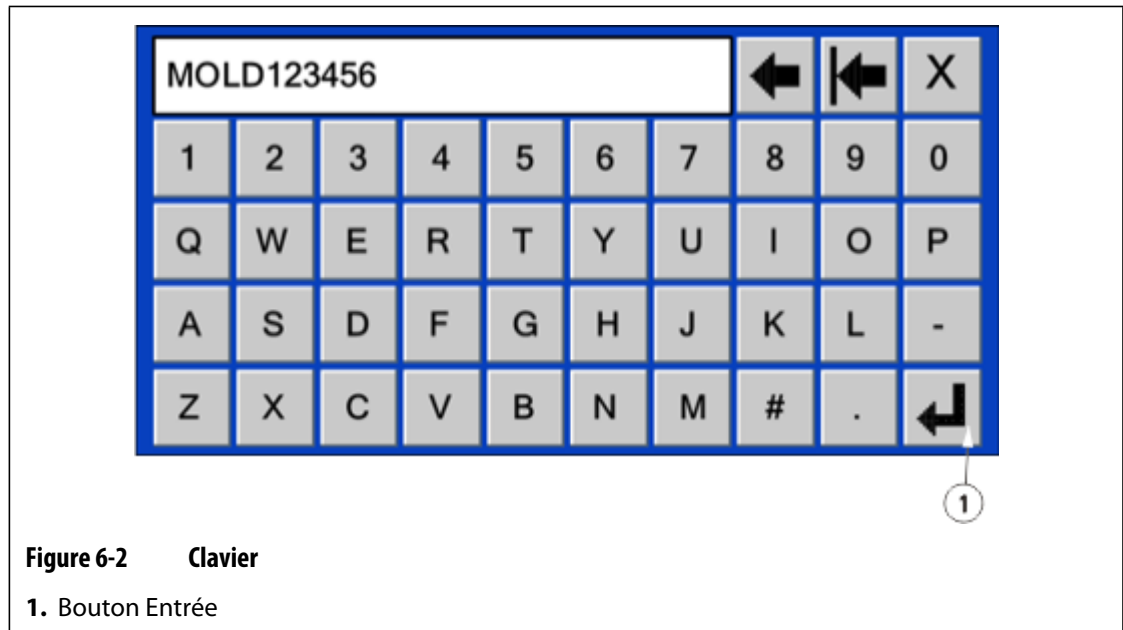 MOLD123456 X
1 2 3 4 5 6 7 8 9 0
Q W E R T Y U I O P
A S D F G H J K L -
Z X C V B N M # .
1
Figure 6-2 Clavier
1. Bouton Entrée